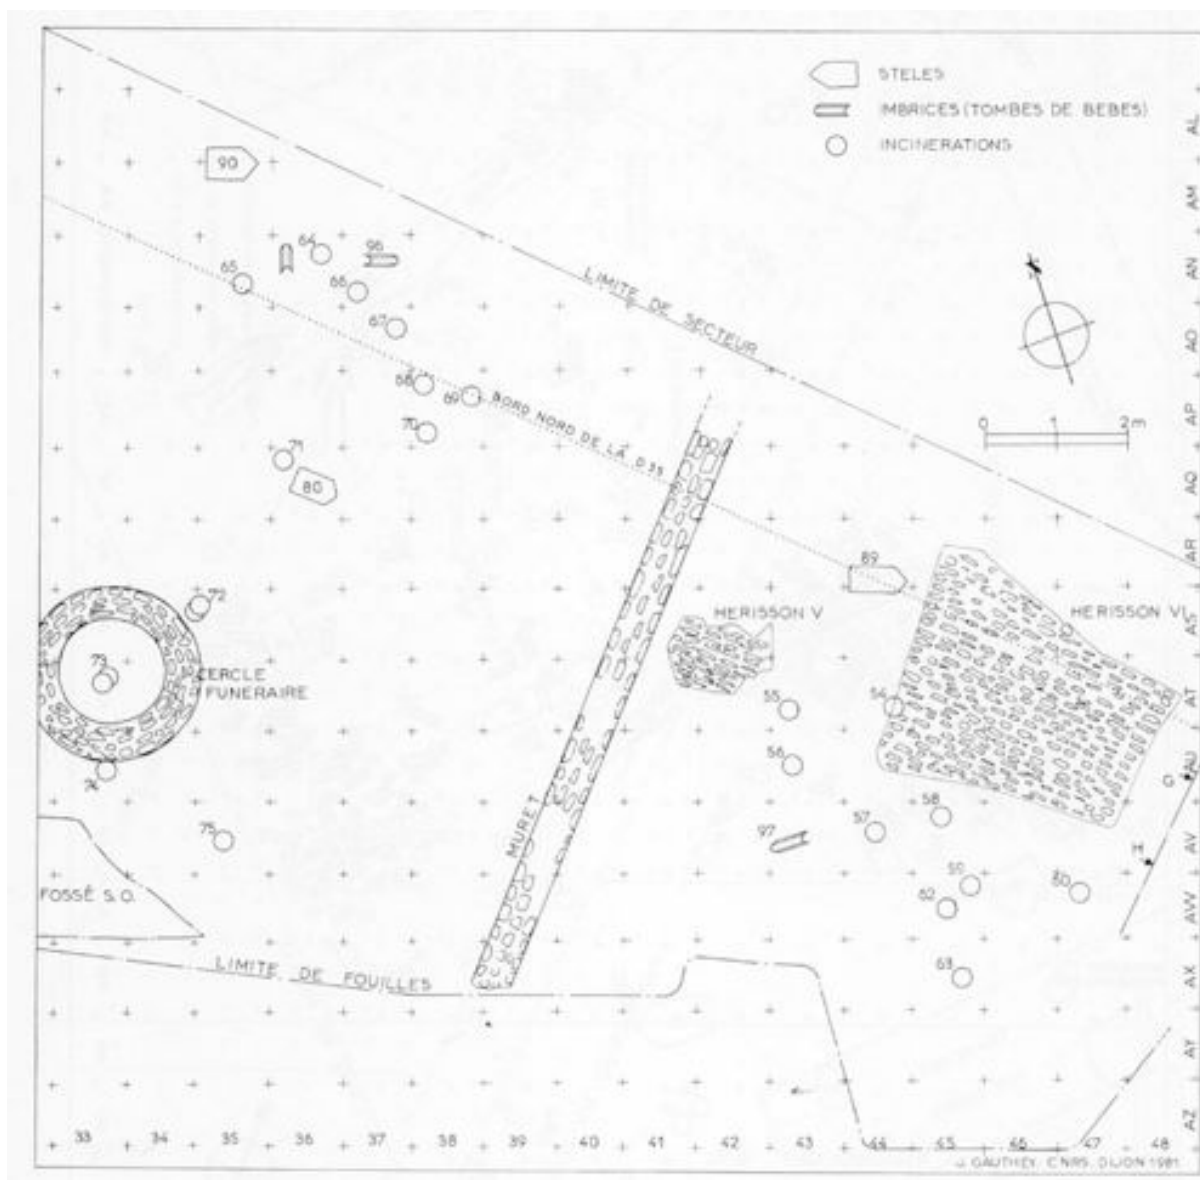 STELES
IMBRICES (TOMBES DE BEBES)
INCINERATIONS
AL
AM
AN
AO
AP
AQ
AR
AS
AT
AU
AV
AW
AX
AY
AZ
90
64
96
65
66
67
68
69
70
71
80
LIMITE DE SECTEUR
BORD NORD DE LA D35
0 1 2m
89
HERISSON V
HERISSON VI
72
73
CERCLE
FUNERAIRE
74
75
55
54
56
G
H
MURET
97
57
58
59
60
62
63
FOSSÉ S.O.
LIMITE DE FOUILLES
33 34 35 36 37 38 39 40 41 42 43 44 45 46 47 48
J. GAUTHEY. C.N.R.S. DIJON 1981